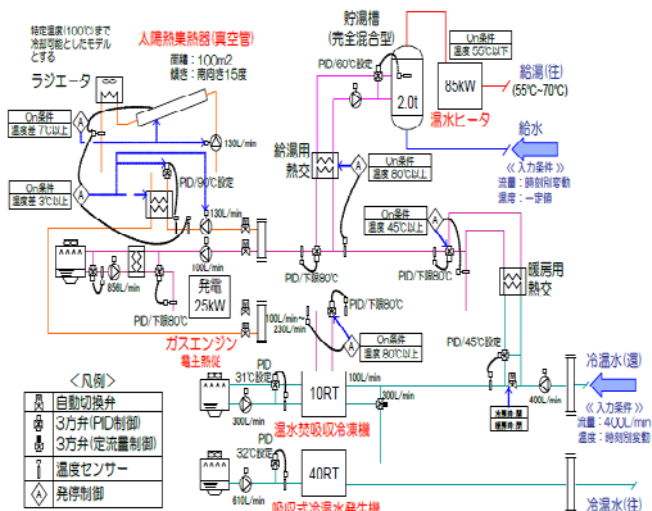 特定温度(100℃)まで
冷却可能としたモデル
とする
ラジエータ
太陽熱集熱器(真空管)
面積：100m2
傾き：南向き15度
貯湯槽
(完全混合型)
On条件
温度 55℃以下
PID/60℃設定
2.0t
85kW
温水ヒータ
給湯(往)
(55℃~70℃)
On条件
温度差 7℃以上
130L/min
給湯用
熱交
給水
≪入力条件≫
流量：時刻別変動
温度：一定値
On条件
温度 80℃以上
On条件
温度差 3℃以上
PID/90℃設定
130L/min
On条件
温度 45℃以上
100L/min
856L/min
PID/下限80℃
発電
25kW
PID/下限80℃
PID/下限80℃
暖房用
熱交
PID/下限80℃
100L/min~
230L/min
ガスエンジン
電主熱従
On条件
温度 80℃以上
PID/45℃設定
冷温水(還)
<凡例>
自動切換弁
3方弁(PID制御)
3方弁(定流量制御)
温度センサー
発停制御
PID
31℃設定
10RT
100L/min
300L/min
300L/min
温水焚吸収冷凍機
400L/min
≪入力条件≫
流量：400L/min
温度：時刻別変動
PID
32℃設定
40RT
610L/min
吸収式冷温水発生機
冷温水(往)